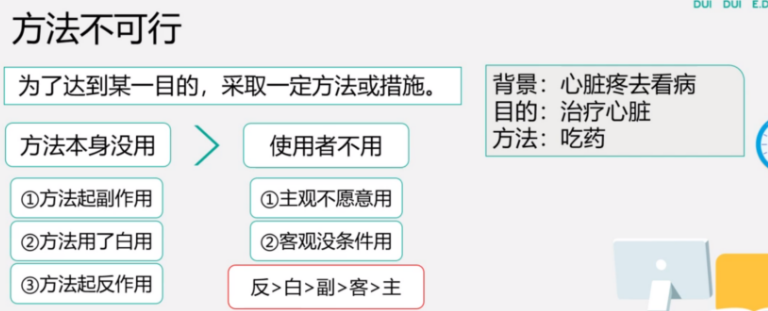 DUI DUI E.D
方法不可行
为了达到某一目的，采取一定方法或措施。
背景：心脏疼去看病
目的：治疗心脏
方法：吃药
方法本身没用
>
使用者不用
①方法起副作用
②方法用了白用
③方法起反作用
①主观不愿意用
②客观没条件用
反>白>副>客>主